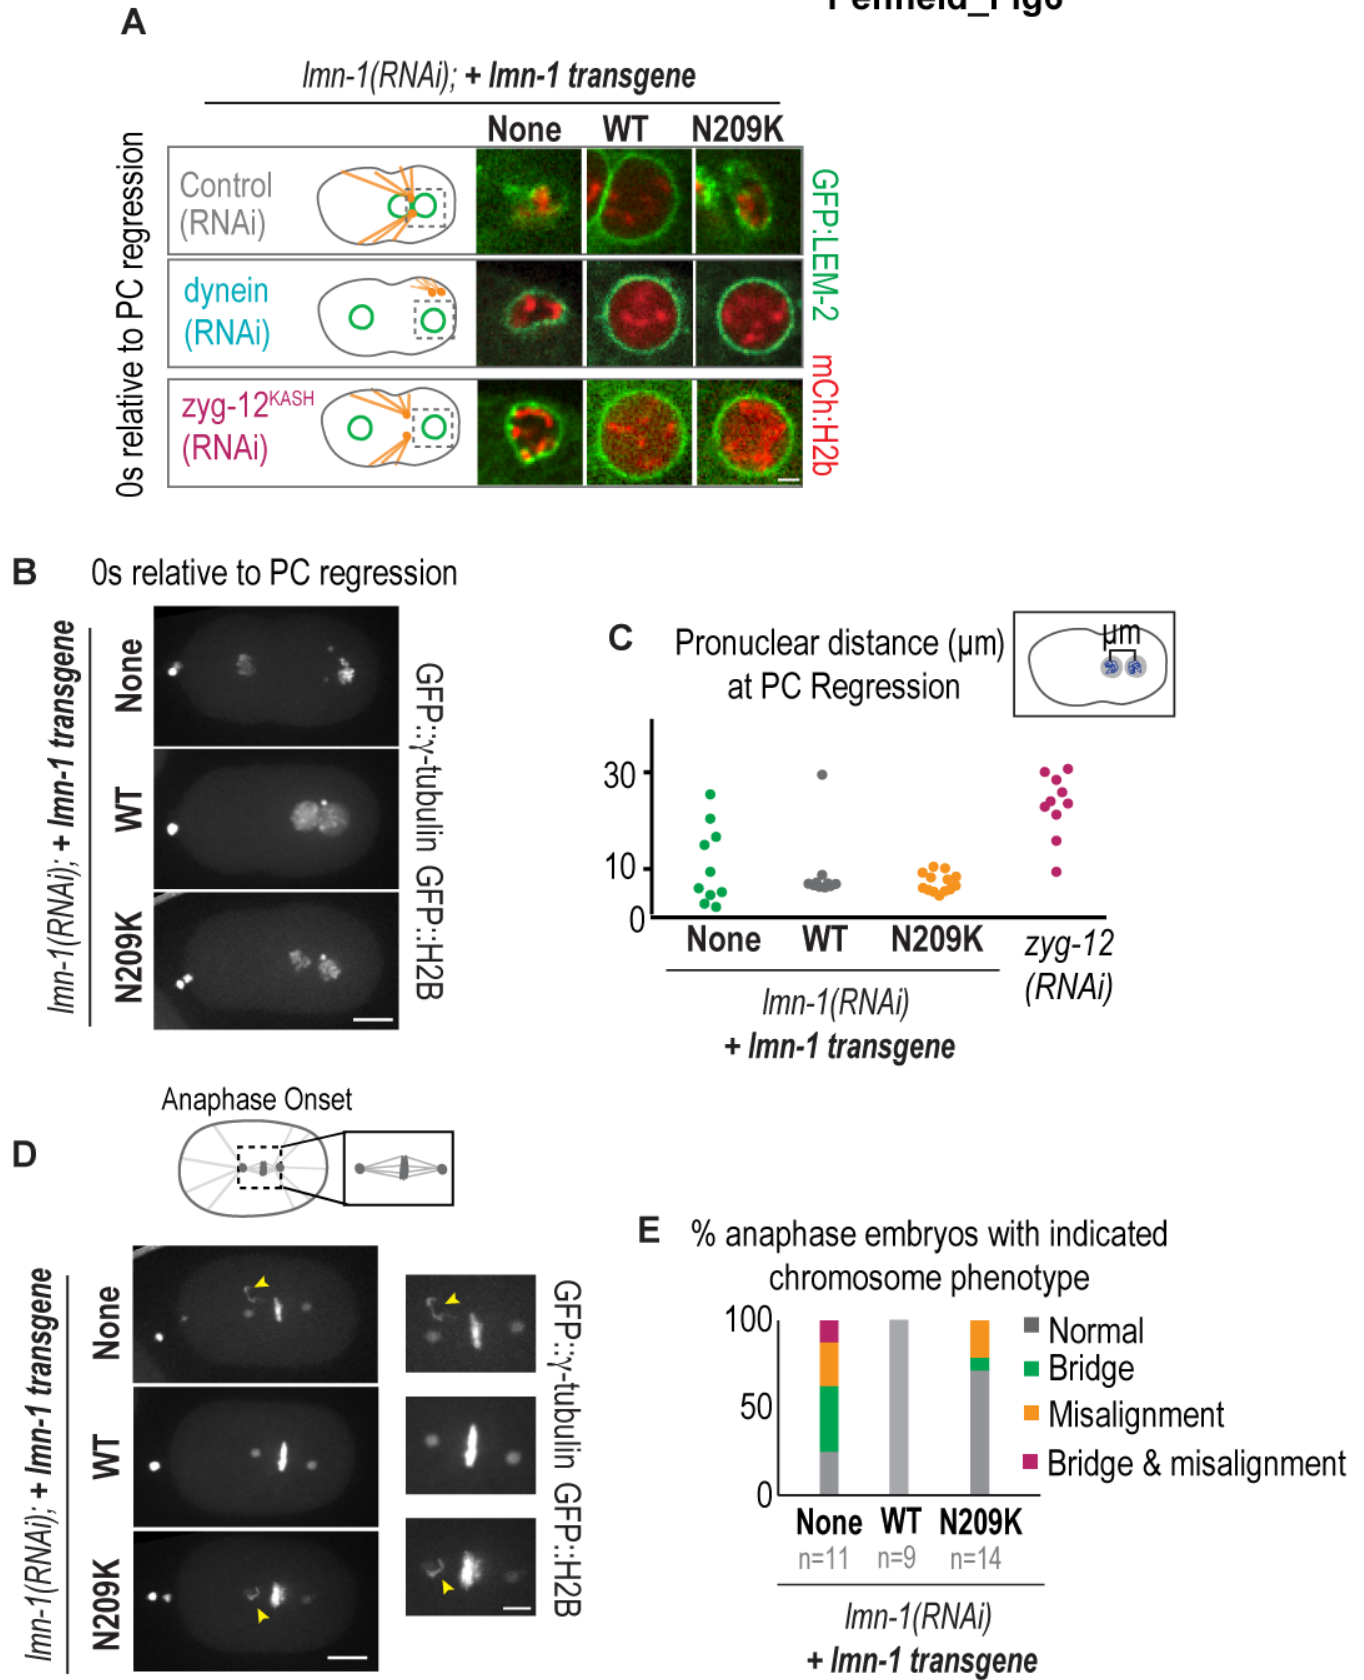 Penfield_Fig6
A
lmn-1(RNAi); + lmn-1 transgene
None WT N209K
0s relative to PC regression
Control
(RNAi)
dynein
(RNAi)
zyg-12KASH
(RNAi)
GFP:LEM-2 mCh:H2b
B 0s relative to PC regression
lmn-1(RNAi); + lmn-1 transgene
None
WT
N209K
GFP::γ-tubulin GFP::H2B
C Pronuclear distance (µm)
at PC Regression
µm
30
10
0
None WT N209K
zyg-12
(RNAi)
lmn-1(RNAi)
+ lmn-1 transgene
Anaphase Onset
D
lmn-1(RNAi); + lmn-1 transgene
None
WT
N209K
GFP::γ-tubulin GFP::H2B
E % anaphase embryos with indicated
chromosome phenotype
100
50
0
Normal
Bridge
Misalignment
Bridge & misalignment
None WT N209K
n=11 n=9 n=14
lmn-1(RNAi)
+ lmn-1 transgene